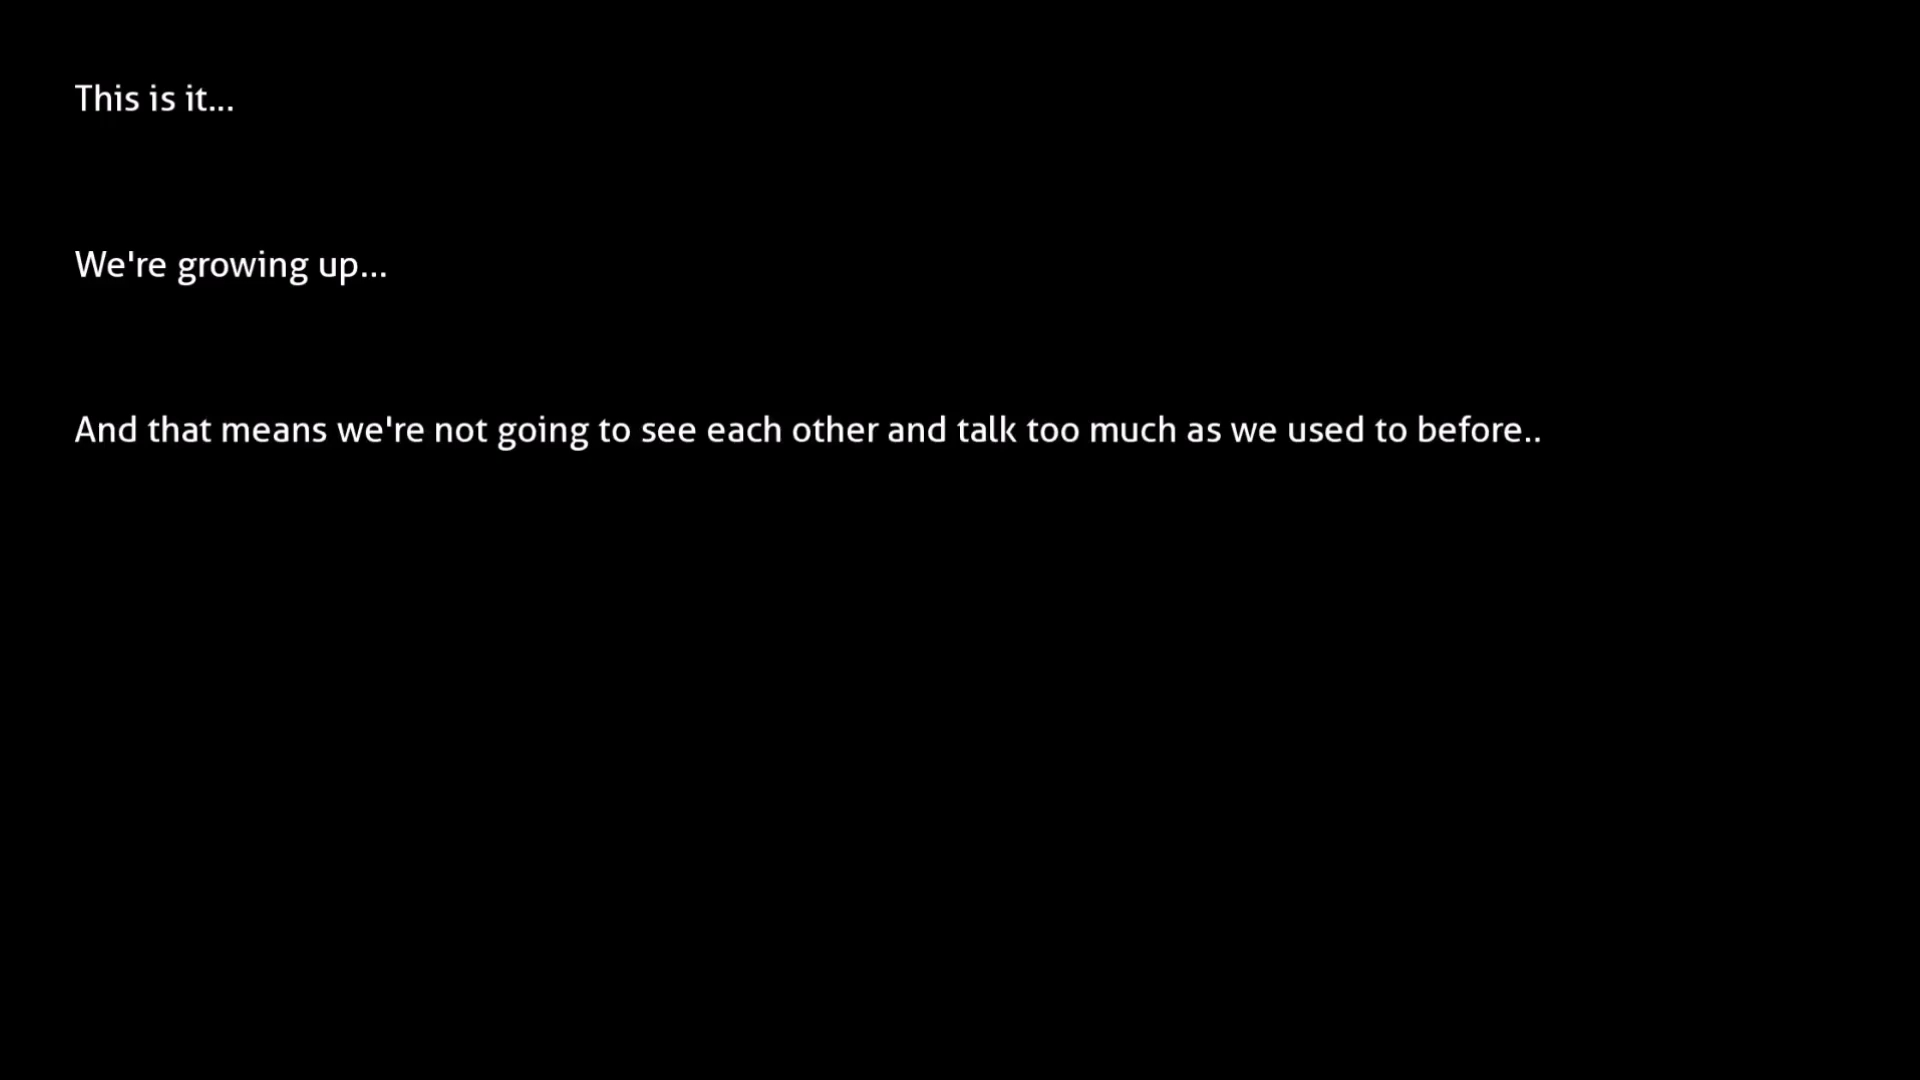 This is it...
We're growing up...
And that means we're not going to see each other and talk too much as we used to before..